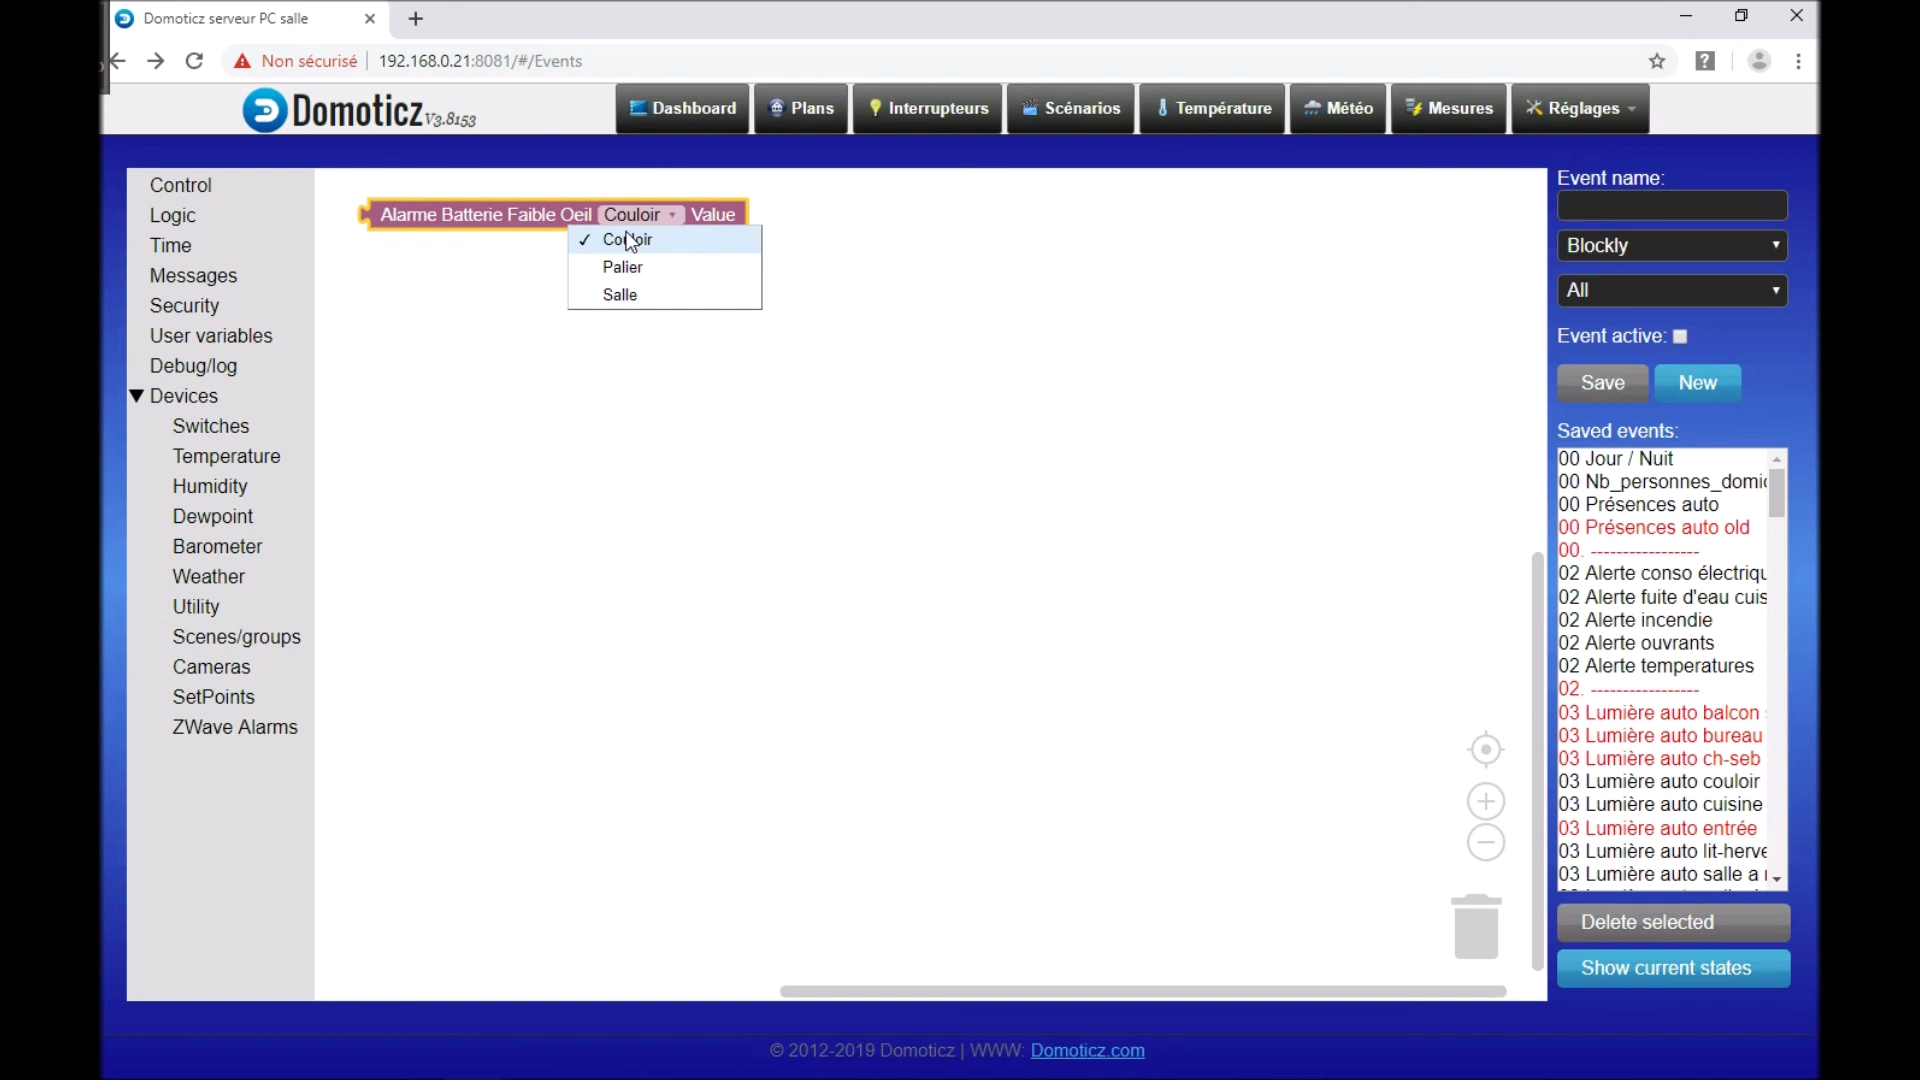 Domoticz serveur PC salle
Non sécurisé
192.168.0.21:8081/#/Events
Domoticz V3.8153
Dashboard
Plans
Interrupteurs
Scénarios
Température
Météo
Mesures
Réglages
Control
Logic
Time
Messages
Security
User variables
Debug/log
Devices
Switches
Temperature
Humidity
Dewpoint
Barometer
Weather
Utility
Scenes/groups
Cameras
SetPoints
ZWave Alarms
Alarme Batterie Faible Oeil Couloir Value
Couloir
Palier
Salle
Event name:
Blockly
All
Event active:
Save
New
Saved events:
00 Jour / Nuit
00 Nb_personnes_domi
00 Présences auto
00 Présences auto old
00. -----------------
02 Alerte conso électriqu
02 Alerte fuite d'eau cuis
02 Alerte incendie
02 Alerte ouvrants
02 Alerte temperatures
02. -----------------
03 Lumière auto balcon
03 Lumière auto bureau
03 Lumière auto ch-seb
03 Lumière auto couloir
03 Lumière auto cuisine
03 Lumière auto entrée
03 Lumière auto lit-herve
03 Lumière auto salle a
Delete selected
Show current states
© 2012-2019 Domoticz | WWW: Domoticz.com